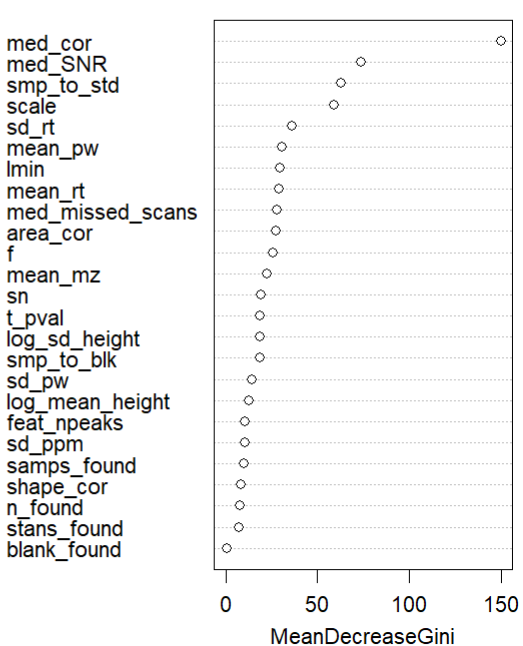 med_cor
med_SNR
smp_to_std
scale
sd_rt
mean_pw
lmin
mean_rt
med_missed_scans
area_cor
f
mean_mz
sn
t_pval
log_sd_height
smp_to_blk
sd_pw
log_mean_height
feat_npeaks
sd_ppm
samps_found
shape_cor
n_found
stans_found
blank_found
0 50 100 150
MeanDecreaseGini